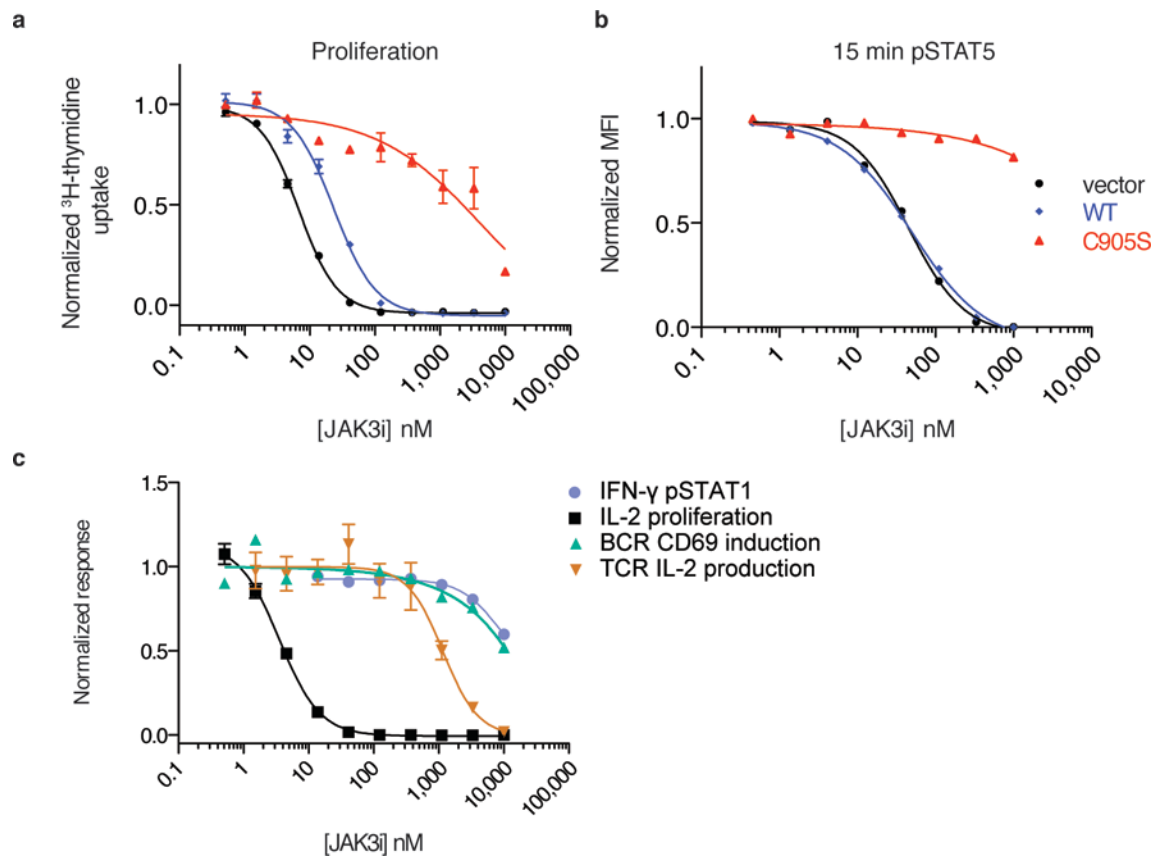 a
Proliferation
Normalized ³H-thymidine
uptake
1.0
0.5
0.0
0.1
1
10
100
1,000
10,000
100,000
[JAK3i] nM
b
15 min pSTAT5
Normalized MFI
1.0
0.5
0.0
0.1
1
10
100
1,000
10,000
[JAK3i] nM
vector
WT
C905S
c
Normalized response
1.5
1.0
0.5
0.0
0.1
1
10
100
1,000
10,000
100,000
[JAK3i] nM
IFN-γ pSTAT1
IL-2 proliferation
BCR CD69 induction
TCR IL-2 production